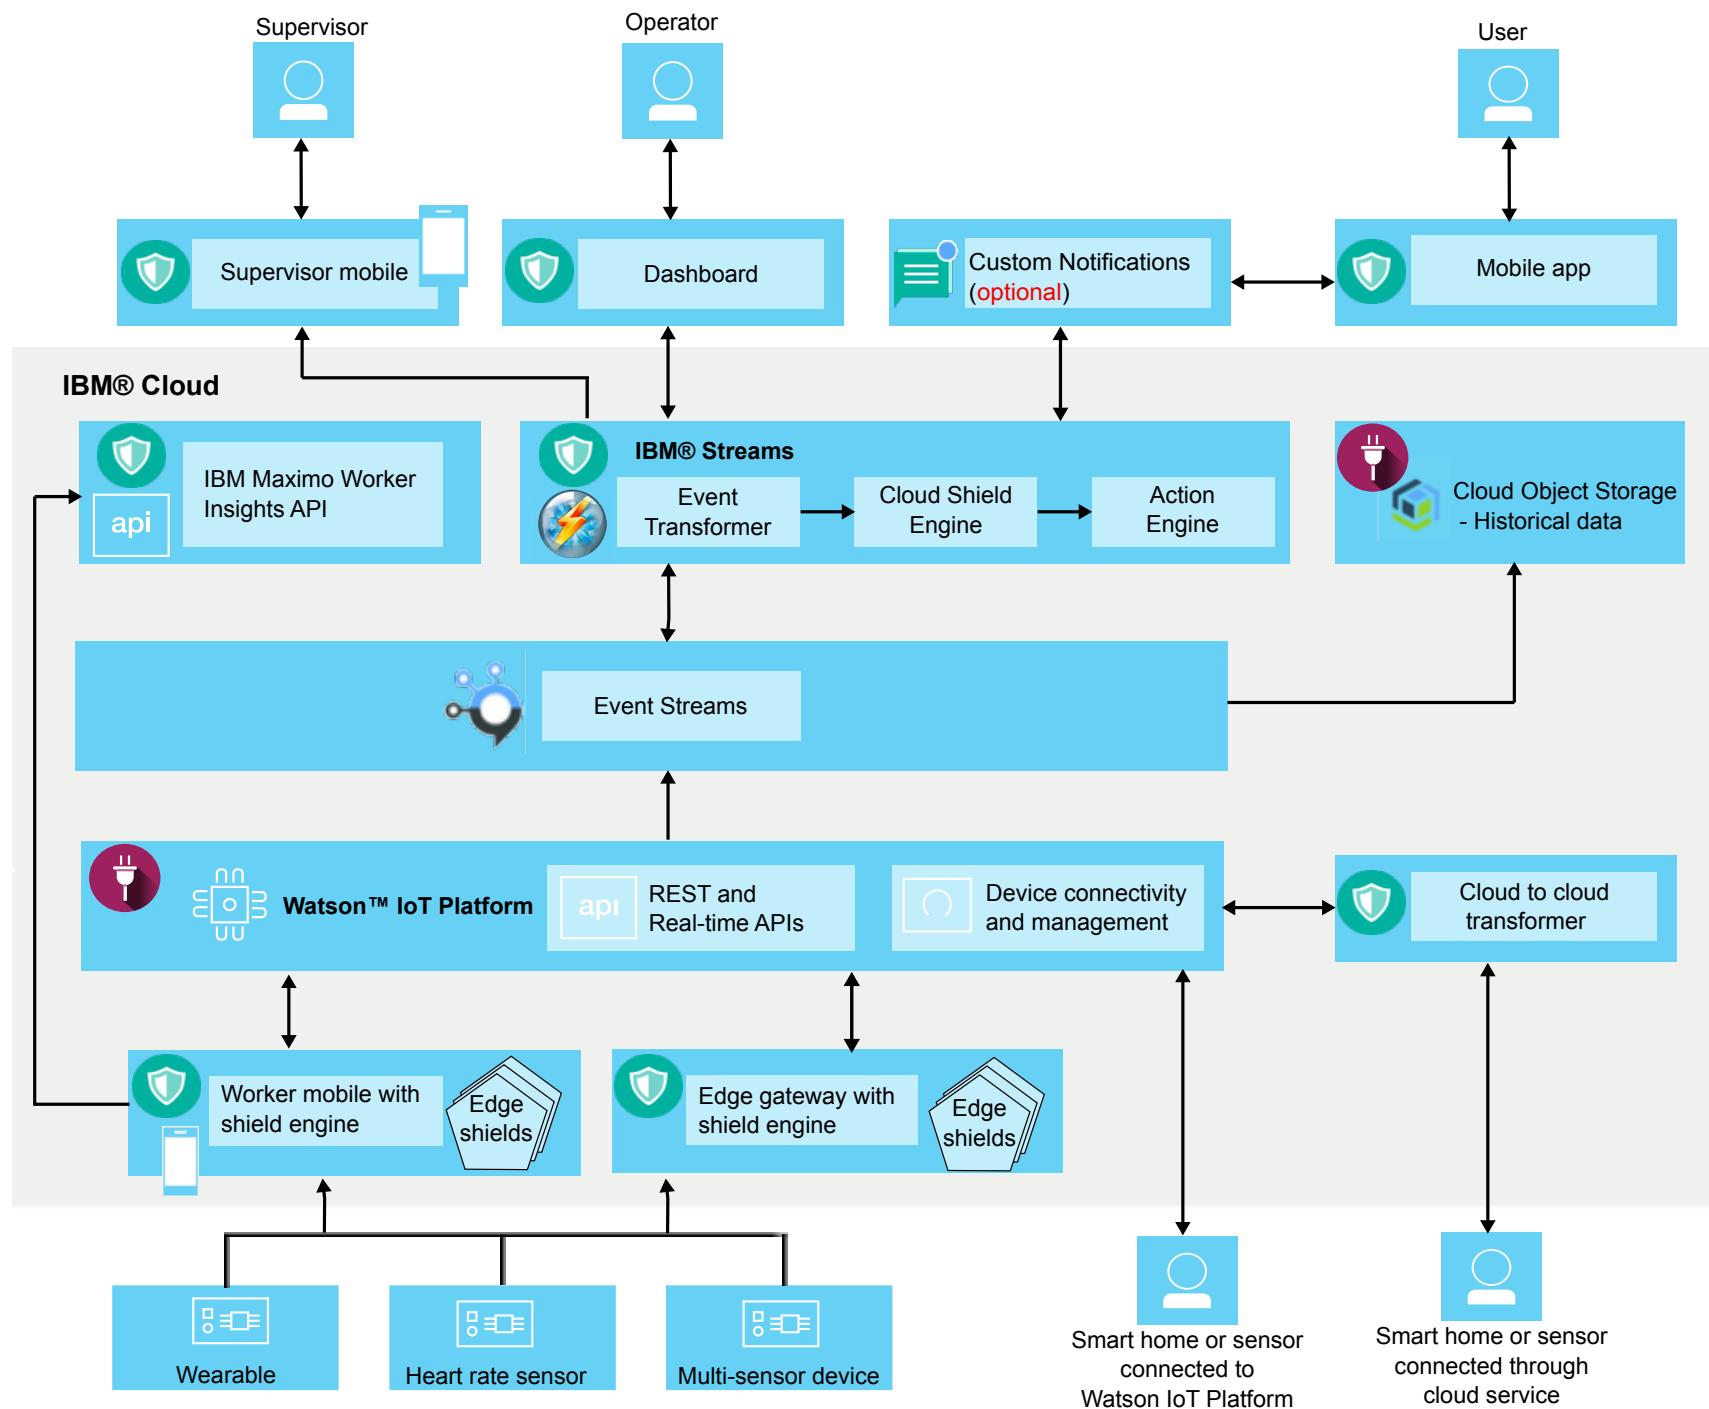 Supervisor
Operator
User
Supervisor mobile
Dashboard
Custom Notifications
(optional)
Mobile app
IBM® Cloud
IBM Maximo Worker
Insights API
api
IBM® Streams
Event
Transformer
Cloud Shield
Engine
Action
Engine
Cloud Object Storage
- Historical data
Event Streams
Watson™ IoT Platform
api
REST and
Real-time APIs
Device connectivity
and management
Cloud to cloud
transformer
Worker mobile with
shield engine
Edge
shields
Edge gateway with
shield engine
Edge
shields
Wearable
Heart rate sensor
Multi-sensor device
Smart home or sensor
connected to
Watson IoT Platform
Smart home or sensor
connected through
cloud service